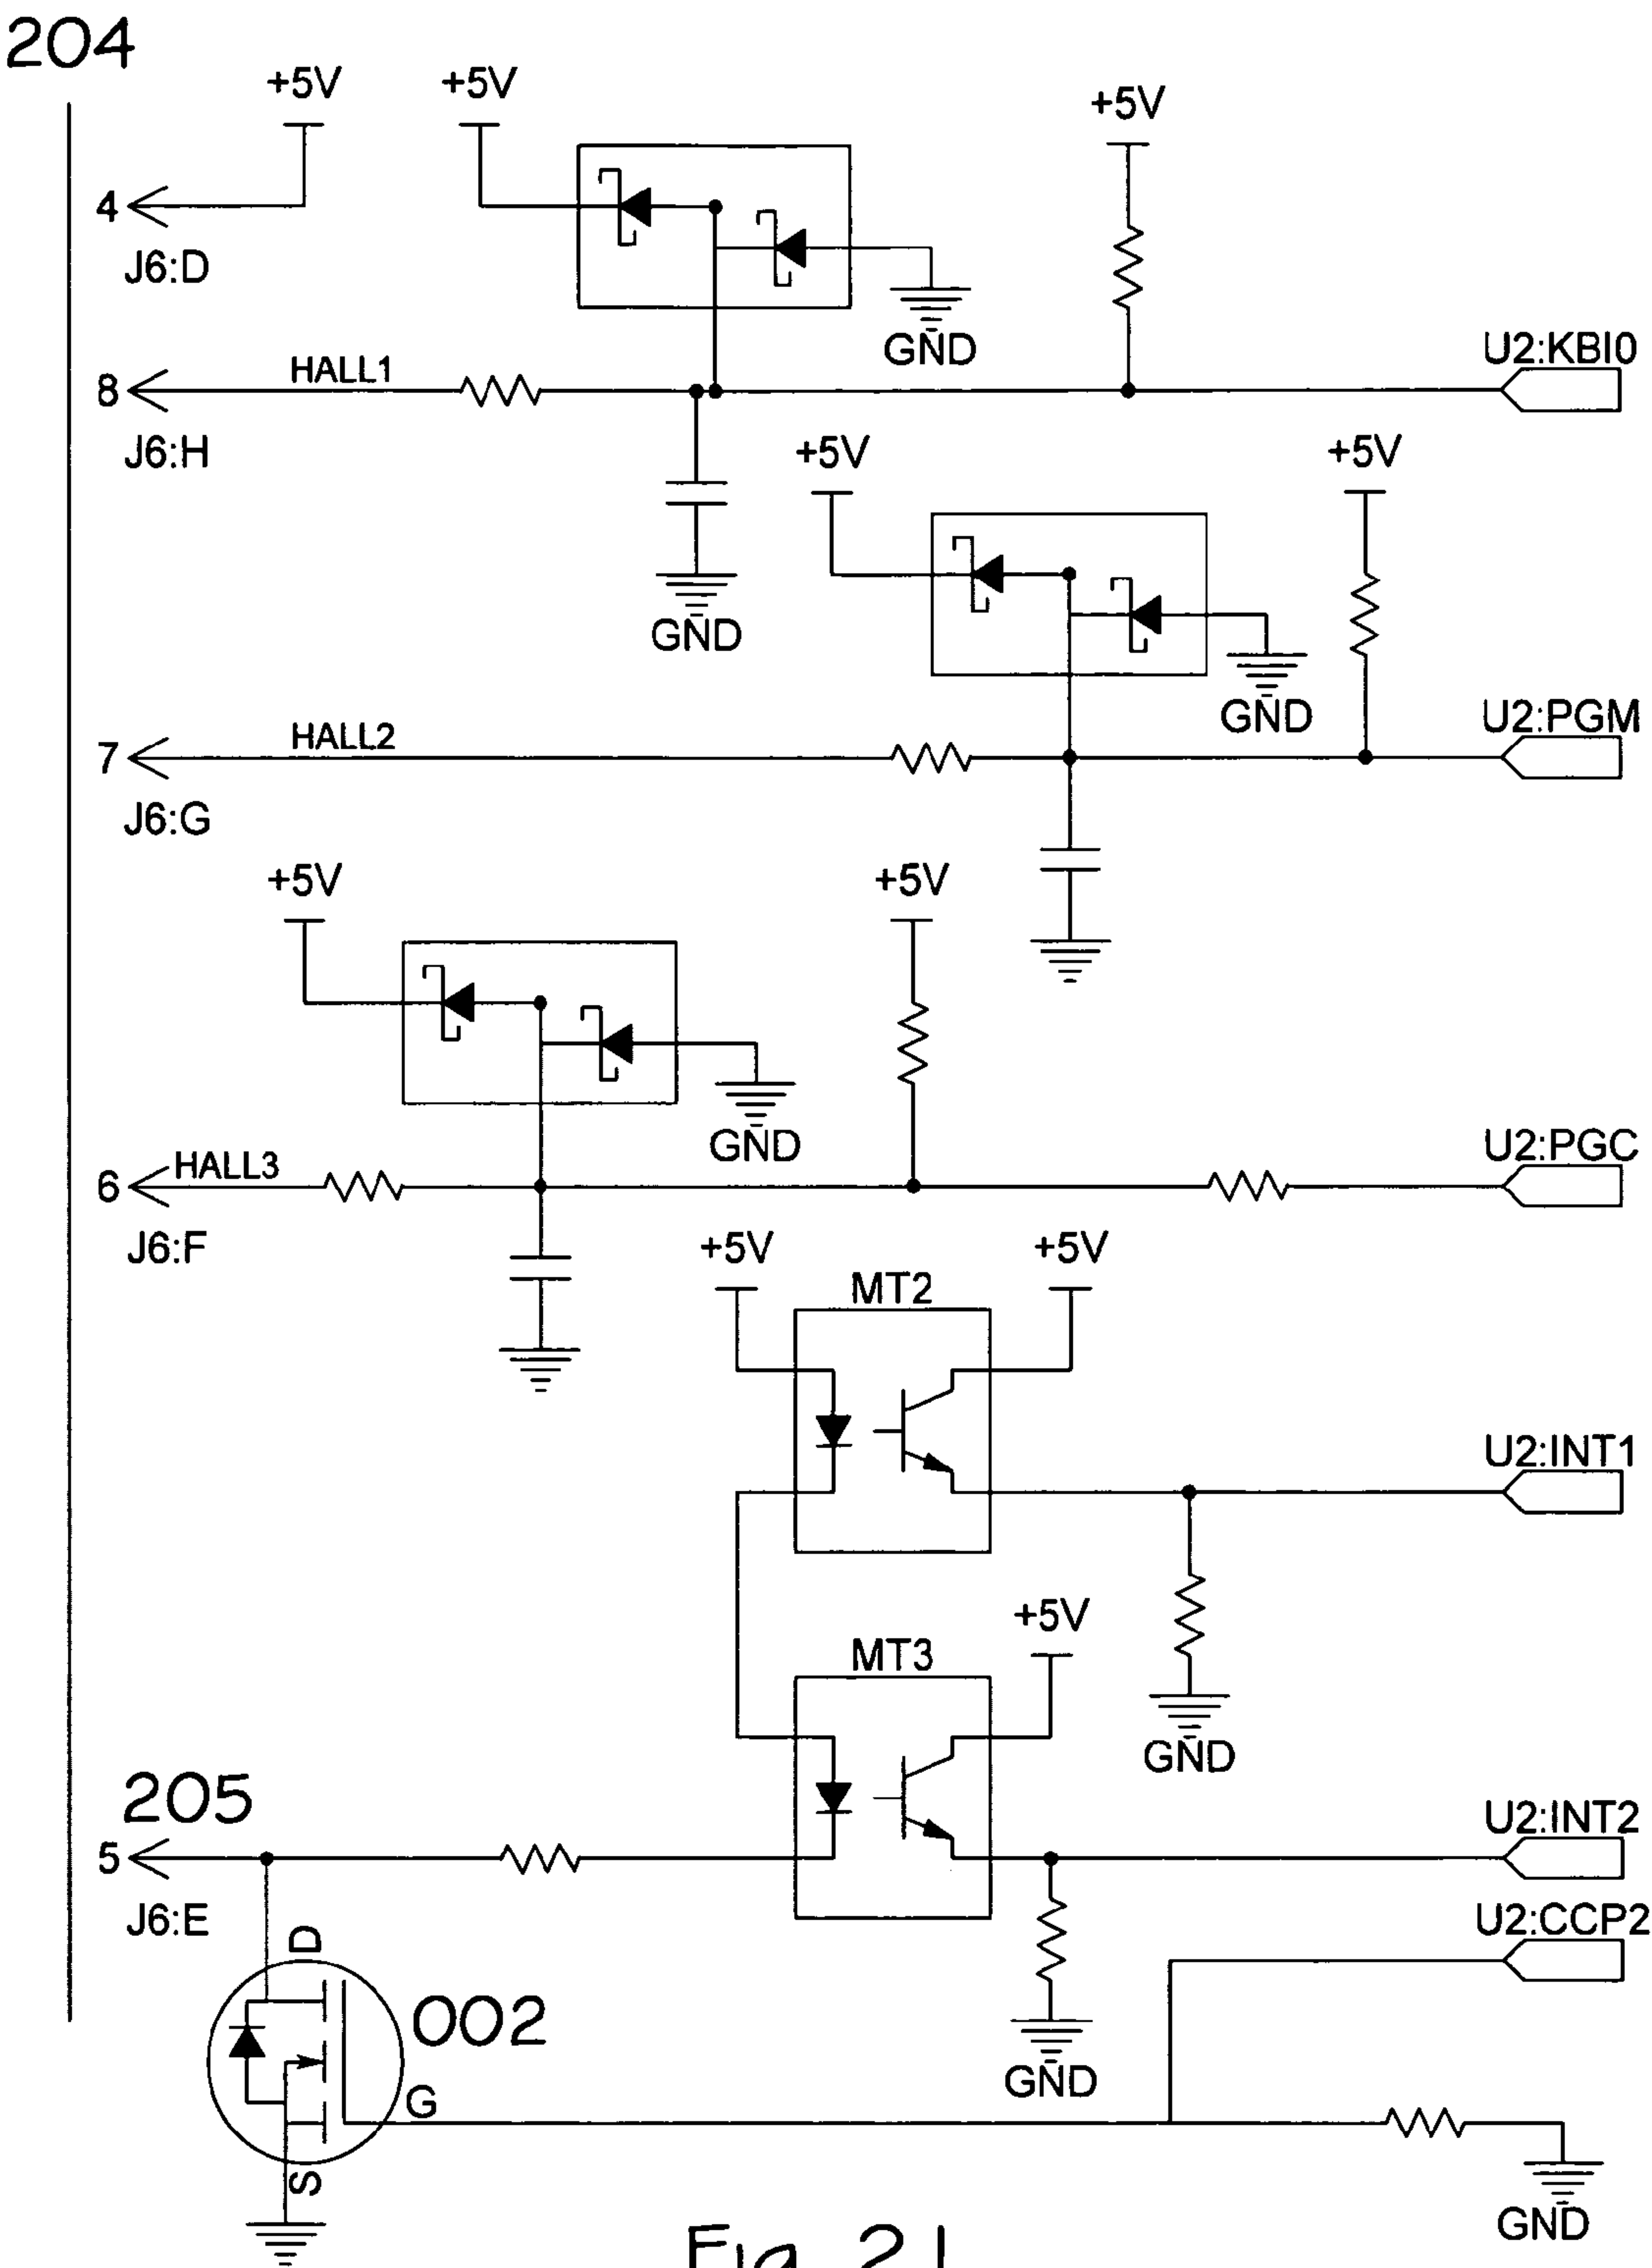 204
+5V
+5V
+5V
4
J6:D
GND
HALL1
U2:KBI0
8
J6:H
+5V
+5V
GND
GND
HALL2
U2:PGM
7
J6:G
+5V
+5V
GND
HALL3
U2:PGC
6
J6:F
+5V
+5V
MT2
U2:INT1
+5V
MT3
GND
205
U2:INT2
5
J6:E
D
U2:CCP2
002
GND
G
S
GND
Fig. 21